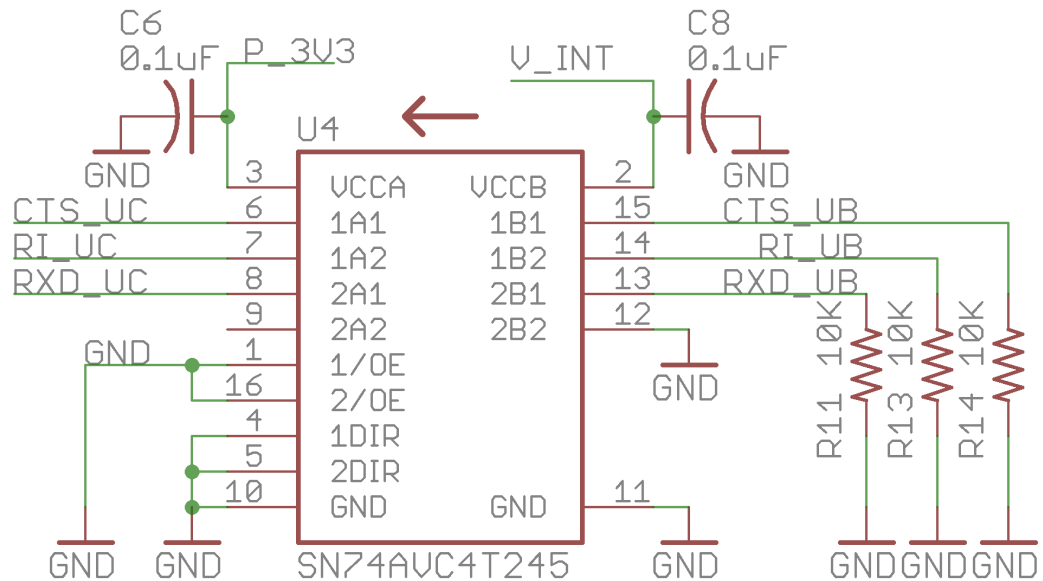 C6
0.1uF
P_3V3
V_INT
C8
0.1uF
U4
GND
GND
3
VCCA
VCCB
2
CTS_UC
6
1A1
1B1
15
CTS_UB
RI_UC
7
1A2
1B2
14
RI_UB
RXD_UC
8
2A1
2B1
13
RXD_UB
9
2A2
2B2
12
GND
GND
1
1/OE
16
2/OE
4
1DIR
5
2DIR
10
GND
GND
11
R11 10K
R13 10K
R14 10K
GND
GND
SN74AVC4T245
GND
GND
GND
GND